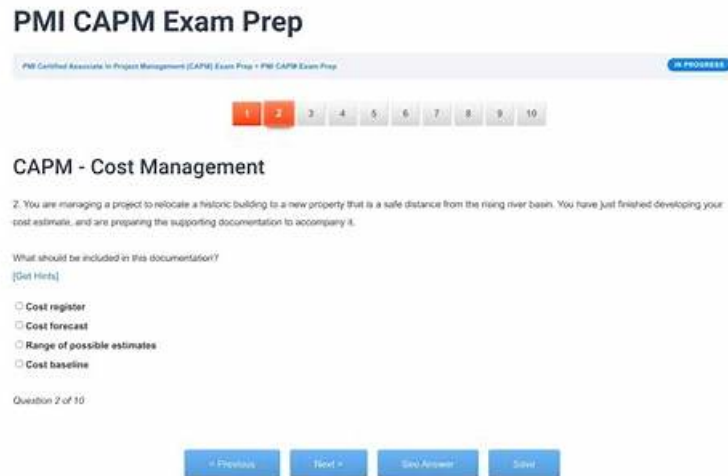 PMI CAPM Exam Prep
PMI Certified Associate in Project Management (CAPM) Exam Prep > PMI CAPM Exam Prep
IN PROGRESS
1 2 3 4 5 6 7 8 9 10
CAPM - Cost Management
2. You are managing a project to relocate a historic building to a new property that is a safe distance from the rising river basin. You have just finished developing your
cost estimate, and are preparing the supporting documentation to accompany it.
What should be included in this documentation?
[Get Hints]
Cost register
Cost forecast
Range of possible estimates
Cost baseline
Question 2 of 10
< Previous
Next >
See Answer
Save